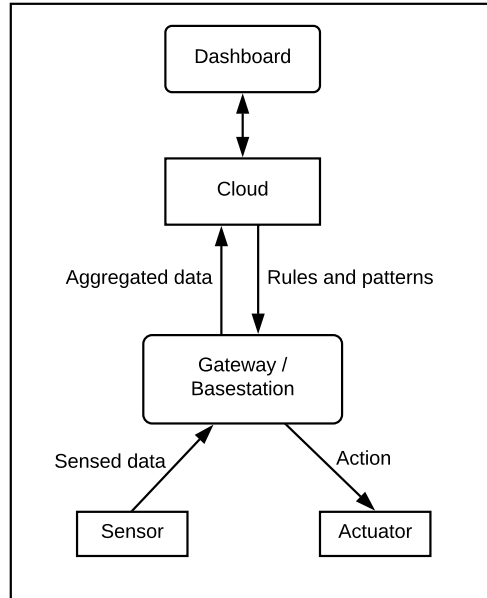 Dashboard
Cloud
Aggregated data
Rules and patterns
Gateway /
Basestation
Sensed data
Action
Sensor
Actuator